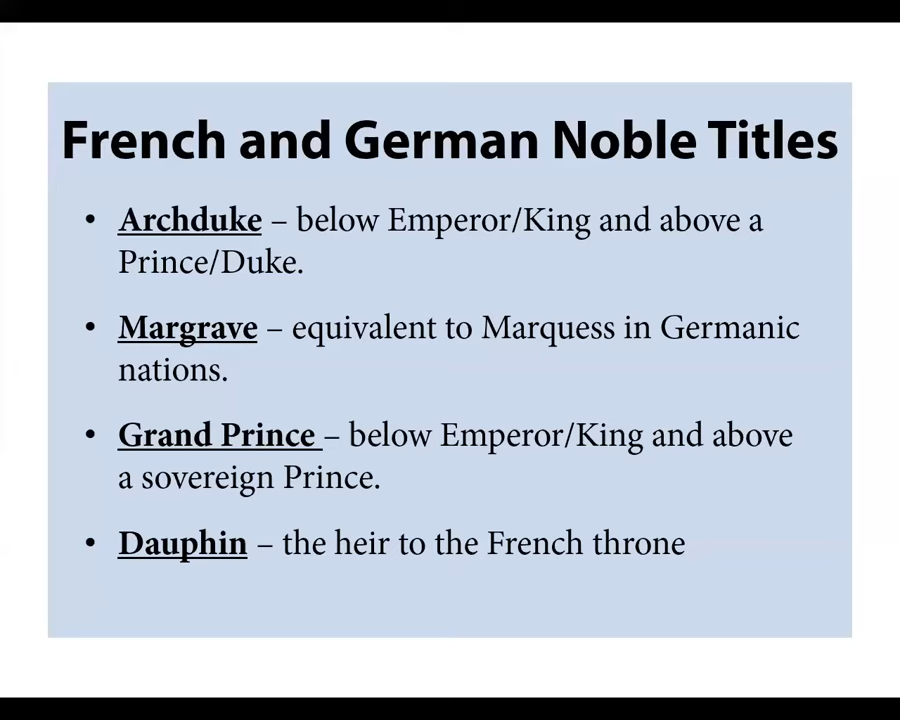 French and German Noble Titles
• Archduke – below Emperor/King and above a
Prince/Duke.
• Margrave – equivalent to Marquess in Germanic
nations.
• Grand Prince – below Emperor/King and above
a sovereign Prince.
• Dauphin – the heir to the French throne